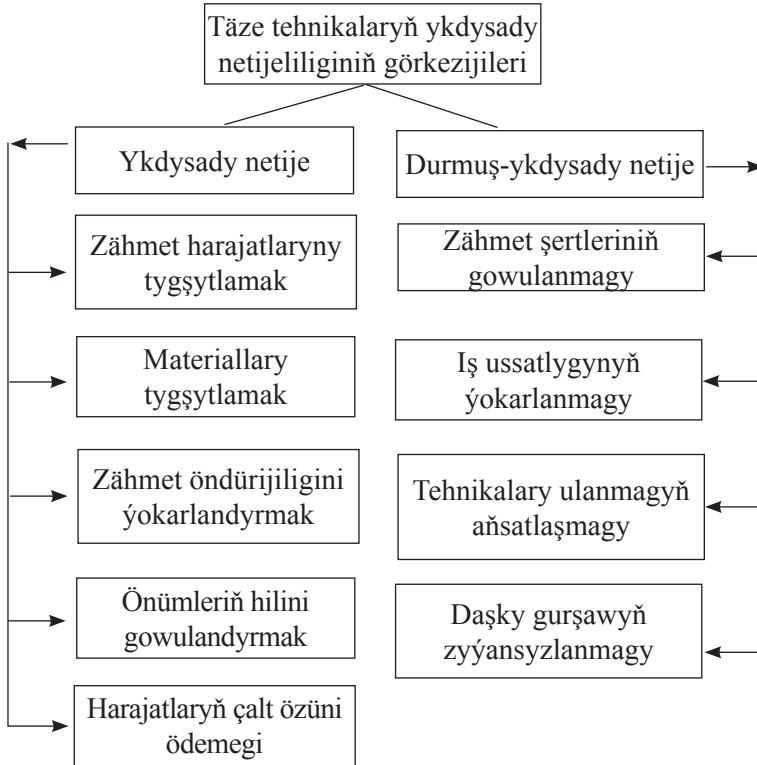 Täze tehnikalaryň ykdysady
netijeliliginiň görkezijileri
Ykdysady netije
Durmuş-ykdysady netije
Zähmet harajatlaryny
tygşytlamak
Zähmet şertleriniň
gowulanmagy
Materiallary
tygşytlamak
Iş ussatlygynyň
ýokarlanmagy
Zähmet öndürijiligini
ýokarlandyrmak
Tehnikalary ulanmagyň
aňsatlaşmagy
Önümleriň hilini
gowulandyrmak
Daşky gurşawyň
zyýansyzlanmagy
Harajatlaryň çalt özüni
ödemegi